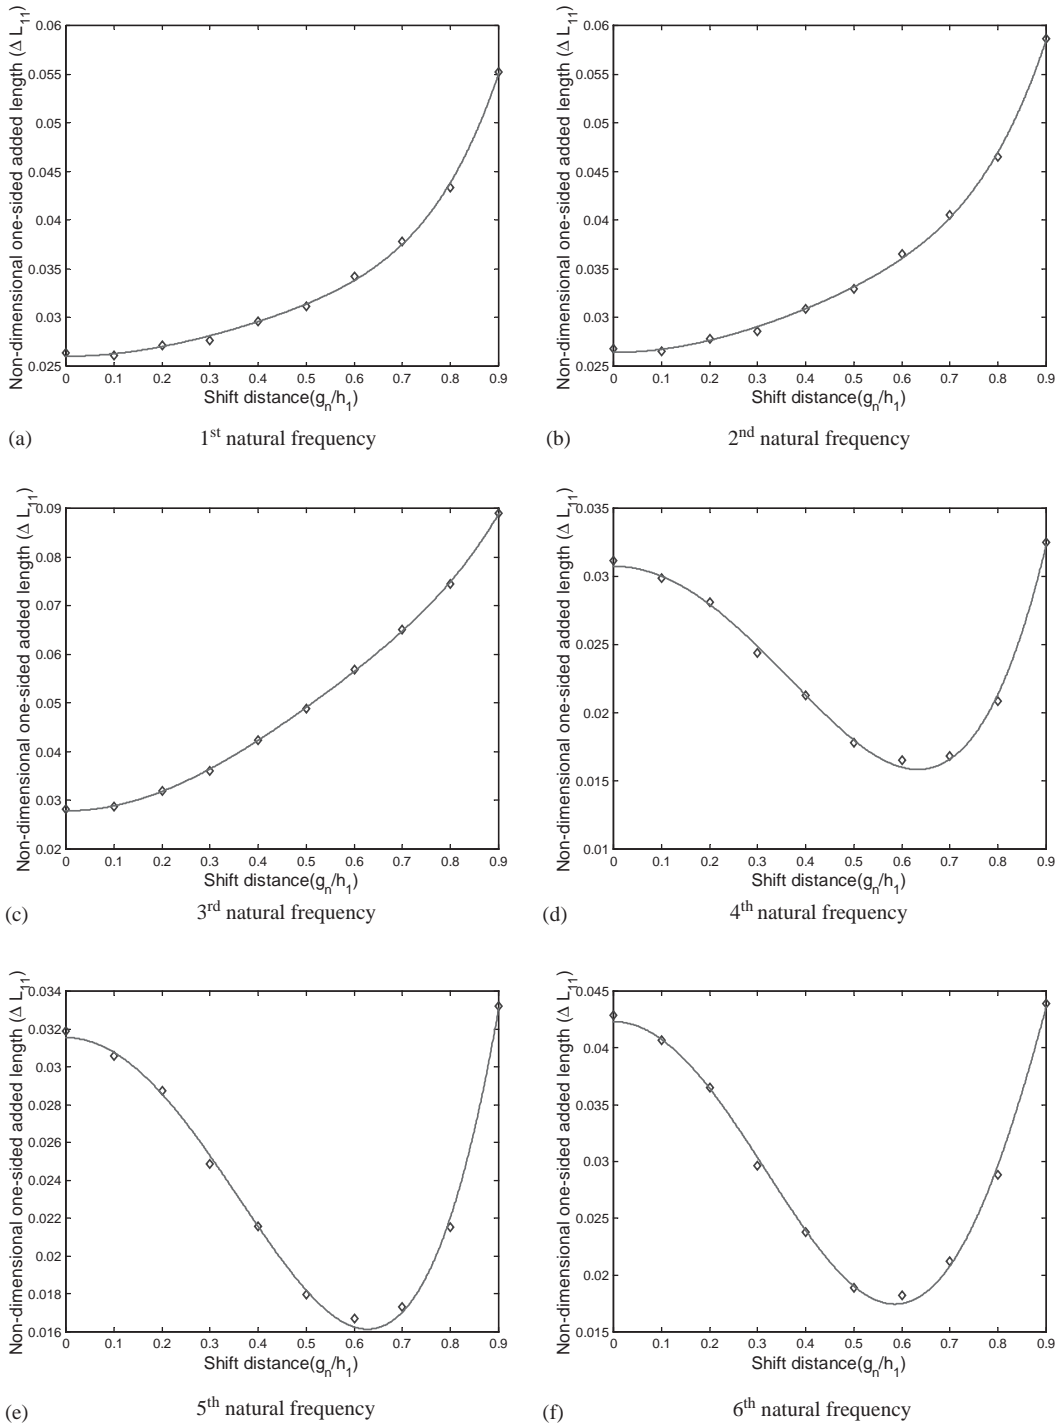 Non-dimensional one-sided added length (Δ L11)
0.06
0.055
0.05
0.045
0.04
0.035
0.03
0.025
0 0.1 0.2 0.3 0.4 0.5 0.6 0.7 0.8 0.9
Shift distance(gn/h1)
(a) 1st natural frequency
Non-dimensional one-sided added length (Δ L11)
0.06
0.055
0.05
0.045
0.04
0.035
0.03
0.025
0 0.1 0.2 0.3 0.4 0.5 0.6 0.7 0.8 0.9
Shift distance(gn/h1)
(b) 2nd natural frequency
Non-dimensional one-sided added length (Δ L11)
0.09
0.08
0.07
0.06
0.05
0.04
0.03
0.02
0 0.1 0.2 0.3 0.4 0.5 0.6 0.7 0.8 0.9
Shift distance(gn/h1)
(c) 3rd natural frequency
Non-dimensional one-sided added length (Δ L11)
0.035
0.03
0.025
0.02
0.015
0.01
0 0.1 0.2 0.3 0.4 0.5 0.6 0.7 0.8 0.9
Shift distance(gn/h1)
(d) 4th natural frequency
Non-dimensional one-sided added length (Δ L11)
0.034
0.032
0.03
0.028
0.026
0.024
0.022
0.02
0.018
0.016
0 0.1 0.2 0.3 0.4 0.5 0.6 0.7 0.8 0.9
Shift distance(gn/h1)
(e) 5th natural frequency
Non-dimensional one-sided added length (Δ L11)
0.045
0.04
0.035
0.03
0.025
0.02
0.015
0 0.1 0.2 0.3 0.4 0.5 0.6 0.7 0.8 0.9
Shift distance(gn/h1)
(f) 6th natural frequency